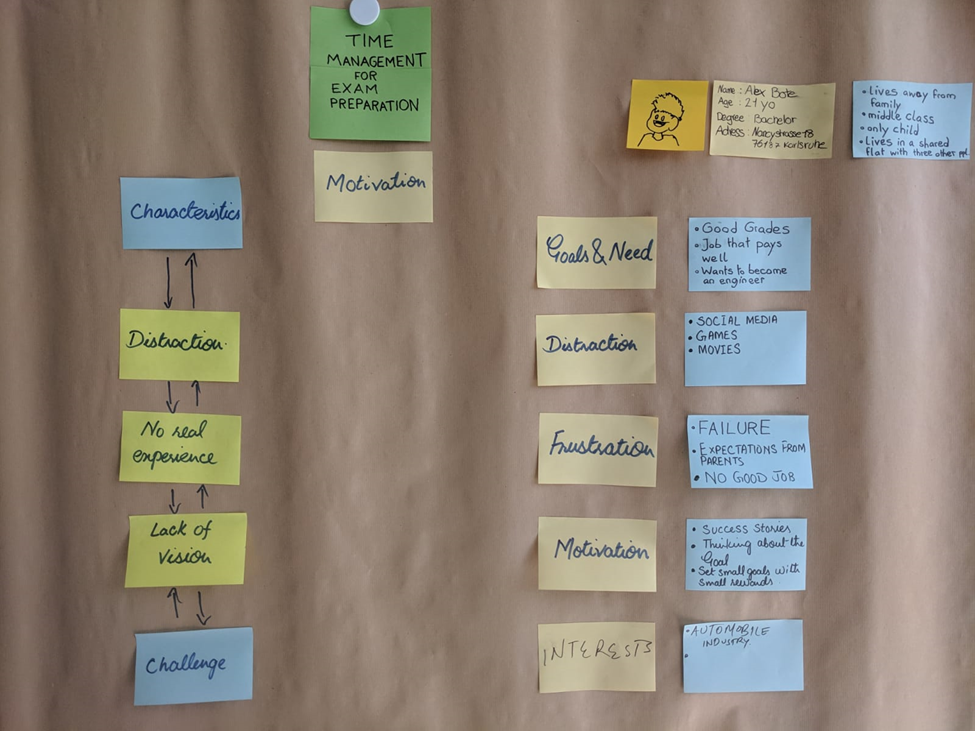 TIME
MANAGEMENT
FOR
EXAM
PREPARATION
Motivation
Characteristics
Distraction
No real
experience
Lack of
Vision
Challenge
Name : Alex Bote
Age : 21 yo
Degree Bachelor
Adress:
76187 Karlsruhe
• Lives away from
family
• middle class
• only child
• Lives in a shared
flat with three other ppl
Goals & Need
• Good Grades
• Job that pays
well
• Wants to become
an engineer
Distraction
• SOCIAL MEDIA
• GAMES
• MOVIES
Frustration
• FAILURE
• EXPECTATIONS FROM
PARENTS
• NO GOOD JOB
Motivation
• Success Stories
• Thinking about the
Goal
• Set small goals with
small rewards
INTERESTS
• AUTOMOBILE
INDUSTRY.
•